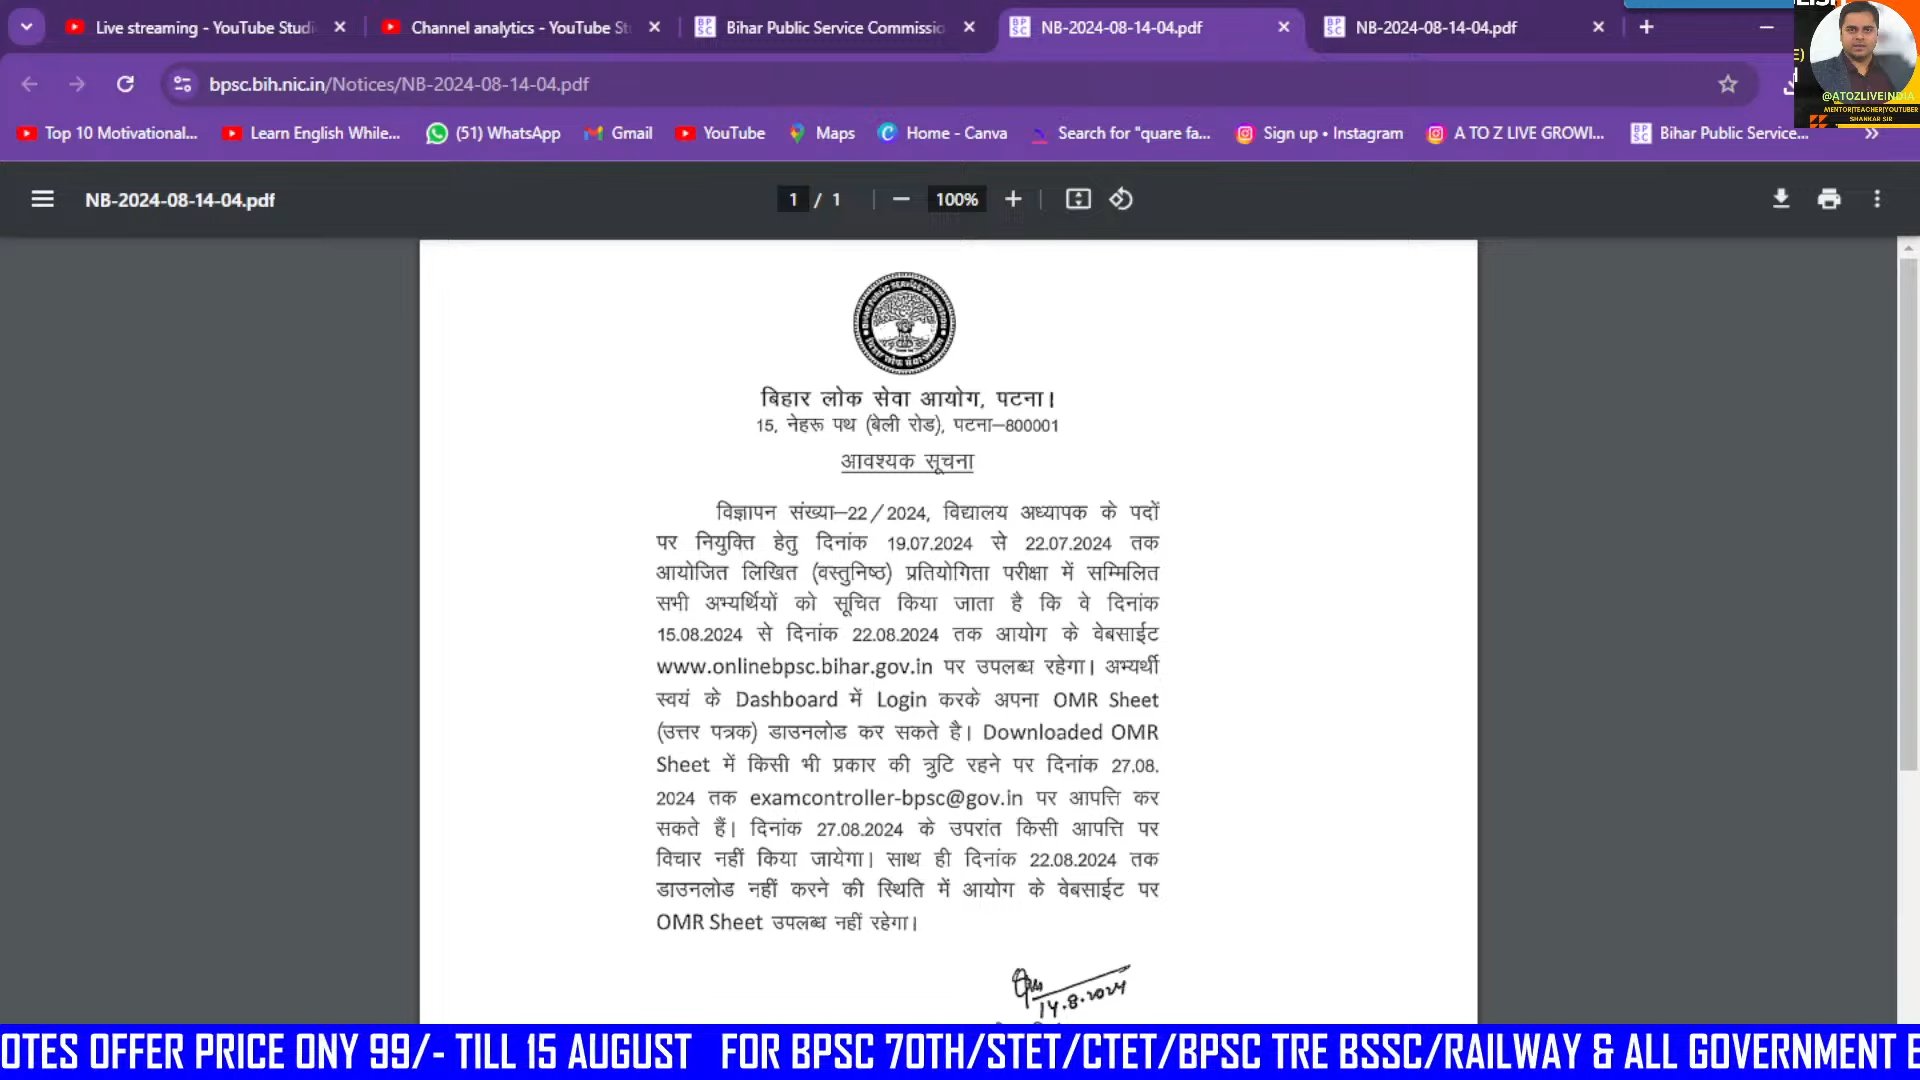 Live streaming - YouTube Studi
Channel analytics - YouTube St
Bihar Public Service Commissio
NB-2024-08-14-04.pdf
NB-2024-08-14-04.pdf
bpsc.bih.nic.in/Notices/NB-2024-08-14-04.pdf
@ATOZLIVEINDIA
MENTOR|TEACHER|YOUTUBER
SHANKAR SIR
Top 10 Motivational...
Learn English While...
(51) WhatsApp
Gmail
YouTube
Maps
Home - Canva
Search for "quare fa...
Sign up • Instagram
A TO Z LIVE GROWI...
Bihar Public Service...
NB-2024-08-14-04.pdf
1 / 1
100%
BIHAR PUBLIC SERVICE COMMISSION
बिहार लोक सेवा आयोग
बिहार लोक सेवा आयोग, पटना।
15, नेहरू पथ (बेली रोड), पटना–800001
आवश्यक सूचना
विज्ञापन संख्या–22/2024, विद्यालय अध्यापक के पदों
पर नियुक्ति हेतु दिनांक 19.07.2024 से 22.07.2024 तक
आयोजित लिखित (वस्तुनिष्ठ) प्रतियोगिता परीक्षा में सम्मिलित
सभी अभ्यर्थियों को सूचित किया जाता है कि वे दिनांक
15.08.2024 से दिनांक 22.08.2024 तक आयोग के वेबसाईट
www.onlinebpsc.bihar.gov.in पर उपलब्ध रहेगा। अभ्यर्थी
स्वयं के Dashboard में Login करके अपना OMR Sheet
(उत्तर पत्रक) डाउनलोड कर सकते है। Downloaded OMR
Sheet में किसी भी प्रकार की त्रुटि रहने पर दिनांक 27.08.
2024 तक examcontroller-bpsc@gov.in पर आपत्ति कर
सकते हैं। दिनांक 27.08.2024 के उपरांत किसी आपत्ति पर
विचार नहीं किया जायेगा। साथ ही दिनांक 22.08.2024 तक
डाउनलोड नहीं करने की स्थिति में आयोग के वेबसाईट पर
OMR Sheet उपलब्ध नहीं रहेगा।
14.8.2024
OTES OFFER PRICE ONY 99/- TILL 15 AUGUST FOR BPSC 70TH/STET/CTET/BPSC TRE BSSC/RAILWAY & ALL GOVERNMENT E